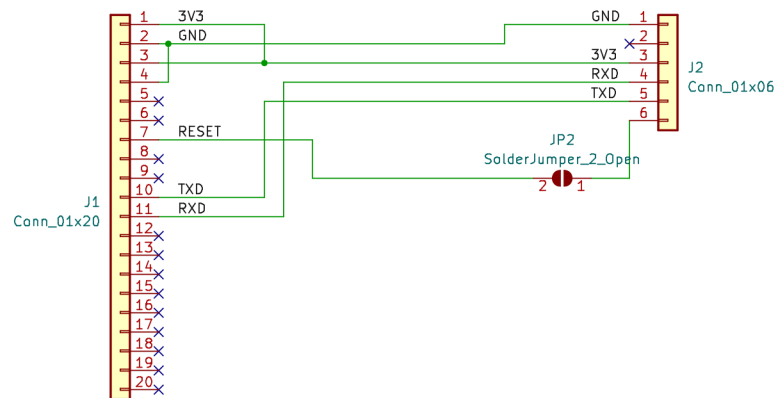 1 3V3
2 GND
3
4
5
6
7 RESET
8
9
10 TXD
11 RXD
12
13
14
15
16
17
18
19
20
J1
Conn_01x20
JP2
SolderJumper_2_Open
2 1
GND 1
2
3V3 3
RXD 4
TXD 5
6
J2
Conn_01x06